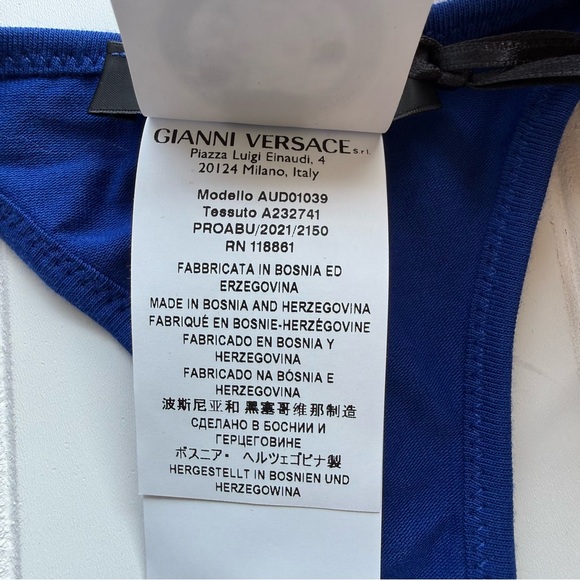 GIANNI VERSACE S.r.l.
Piazza Luigi Einaudi, 4
20124 Milano, Italy
Modello AUD01039
Tessuto A232741
PROABU/2021/2150
RN 118861
FABBRICATA IN BOSNIA ED
ERZEGOVINA
MADE IN BOSNIA AND HERZEGOVINA
FABRIQUÉ EN BOSNIE-HERZÉGOVINE
FABRICADO EN BOSNIA Y
HERZEGOVINA
FABRICADO NA BÓSNIA E
HERZEGOVINA
波斯尼亚和 黑塞哥维那制造
СДЕЛАНО В БОСНИИ И
ГЕРЦЕГОВИНЕ
ボスニア・ ヘルツェゴビナ製
HERGESTELLT IN BOSNIEN UND
HERZEGOWINA